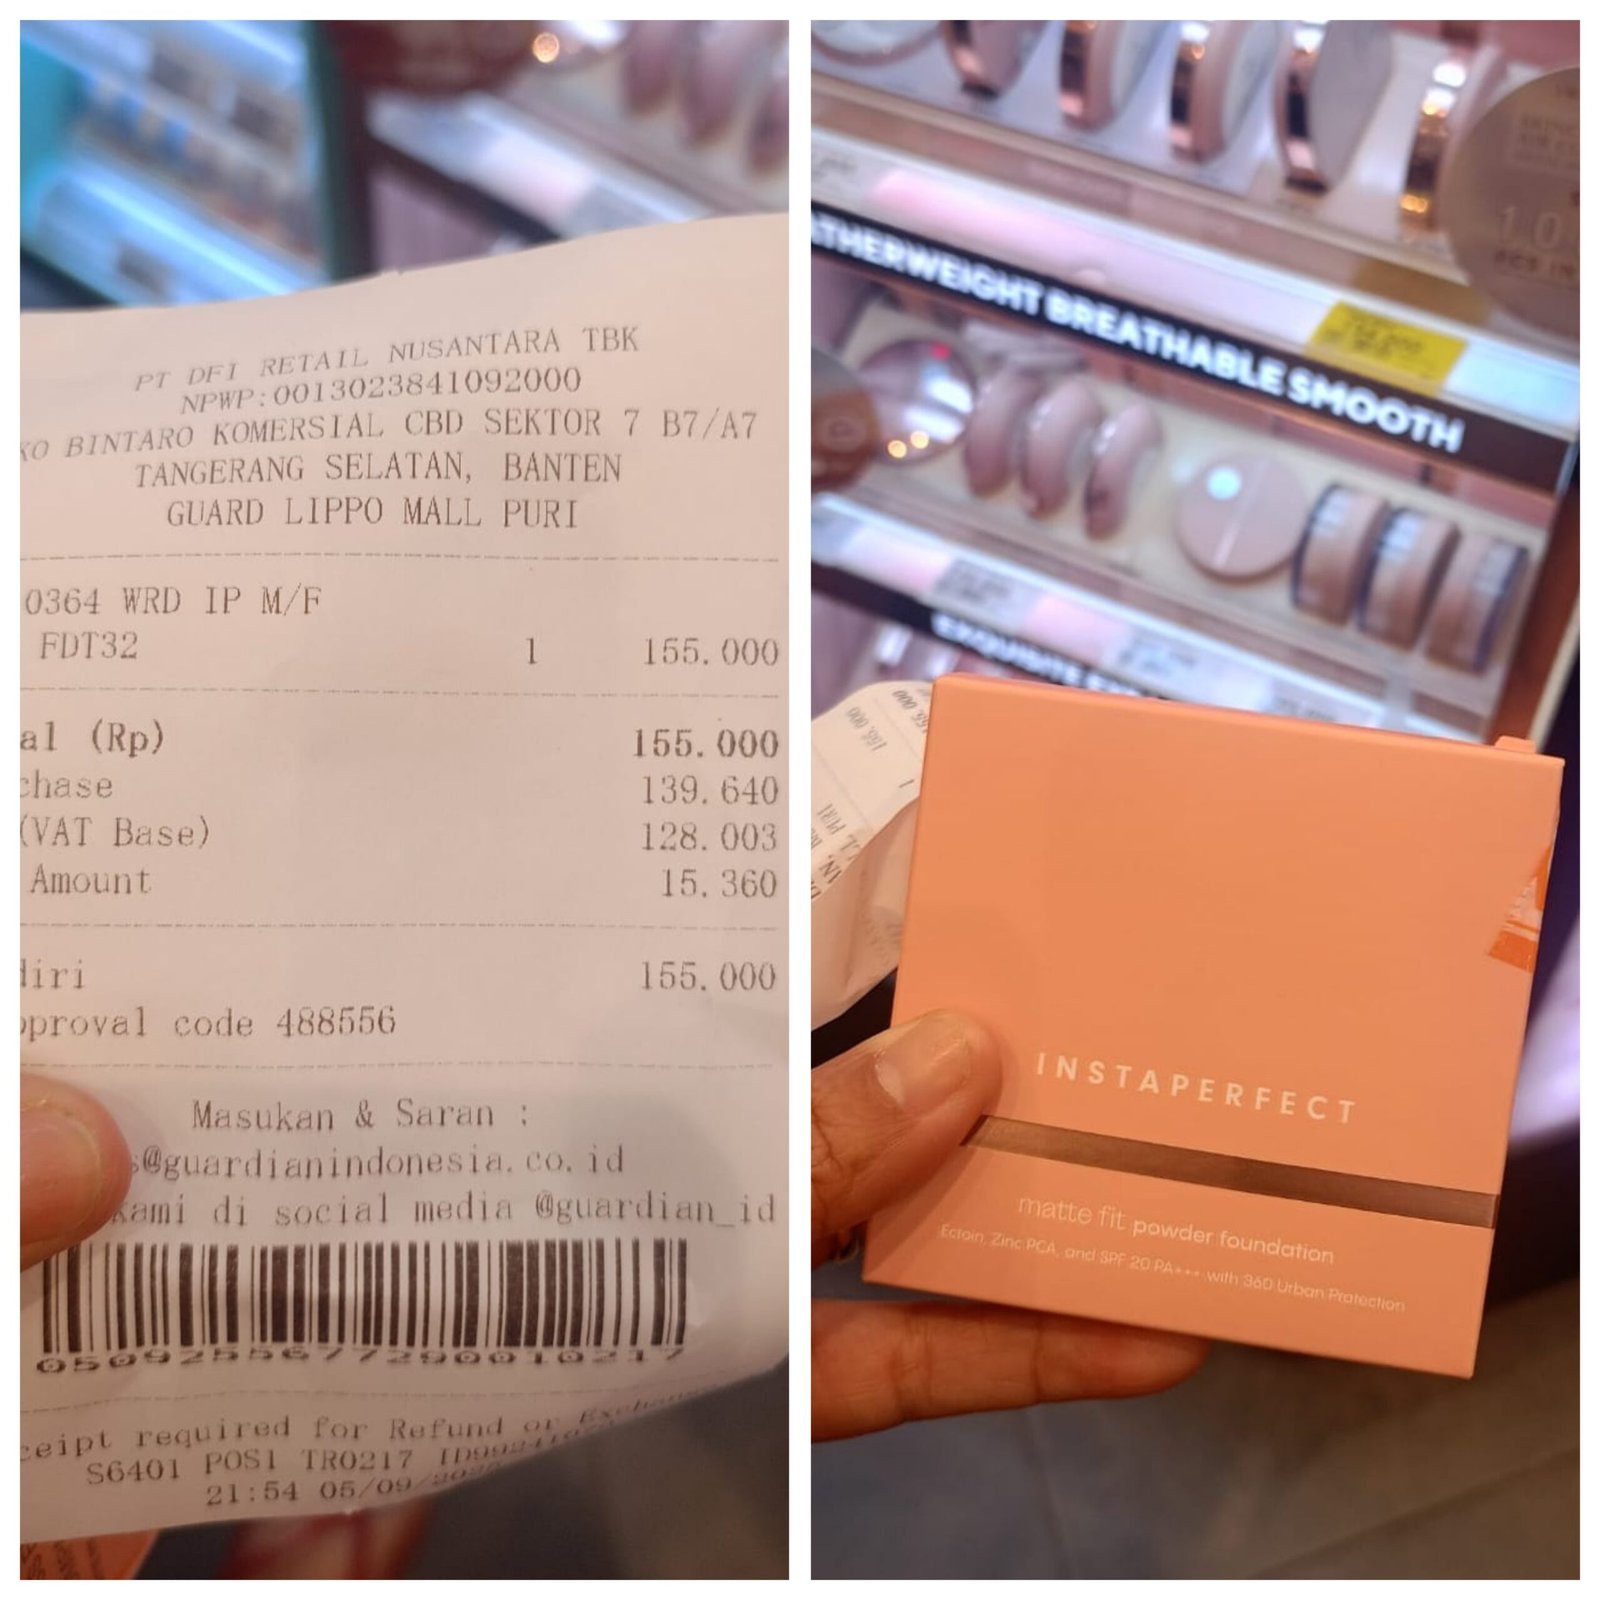 PT DFI RETAIL NUSANTARA TBK
NPWP:0013023841092000
KO BINTARO KOMERSIAL CBD SEKTOR 7 B7/A7
TANGERANG SELATAN, BANTEN
GUARD LIPPO MALL PURI
0364 WRD IP M/F
FDT32 1 155.000
al (Rp) 155.000
chase 139.640
(VAT Base) 128.003
Amount 15.360
diri 155.000
pproval code 488556
Masukan & Saran :
s@guardianindonesia.co.id
kami di social media @guardian_id
0509255677290010217
ceipt required for Refund or
S6401 POS1 TR0217
21:54 05/09/
ATHERWEIGHT BREATHABLE SMOOTH
EXQUISITE
INSTAPERFECT
matte fit powder foundation
Ectoin, Zinc PCA, and SPF 20 PA+++ with 360 Urban Protection